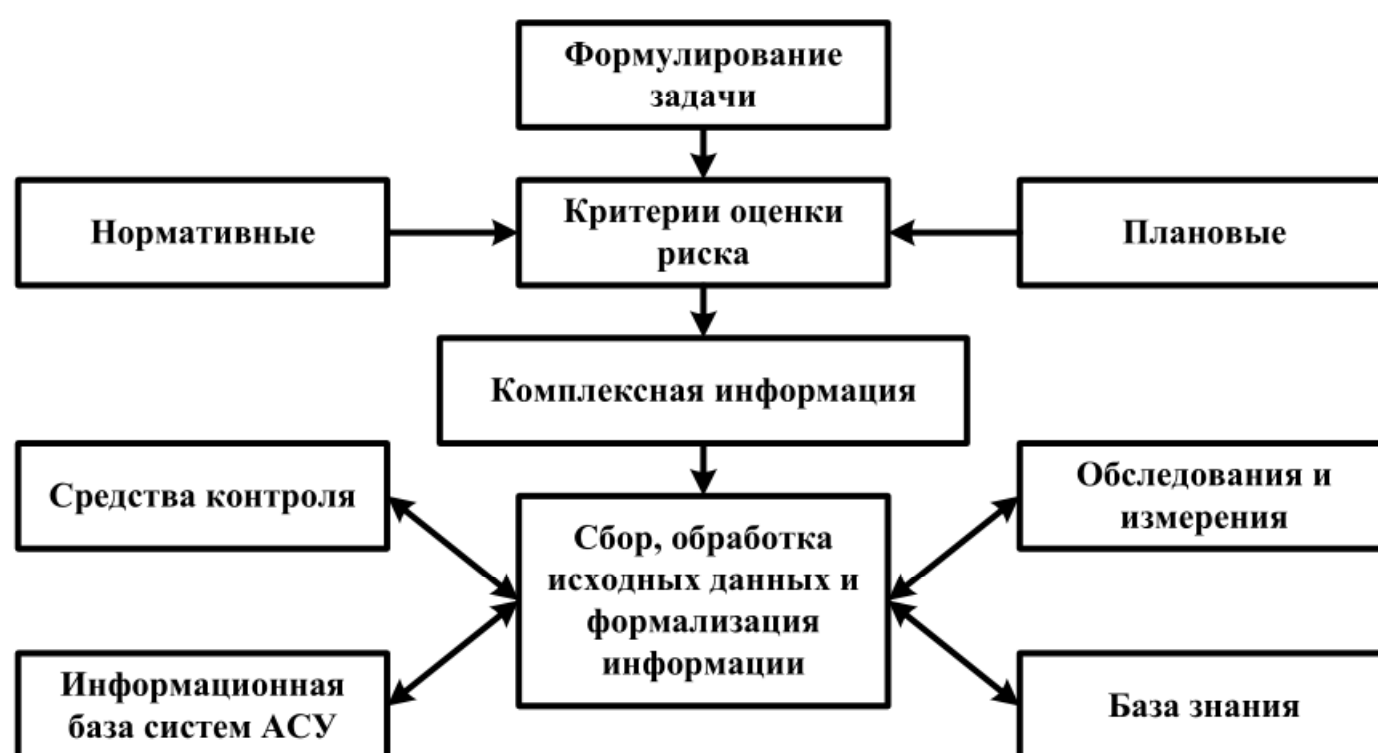 Формулирование
задачи
Нормативные
Критерии оценки
риска
Плановые
Комплексная информация
Средства контроля
Обследования и
измерения
Сбор, обработка
исходных данных и
формализация
информации
Информационная
база систем АСУ
База знания